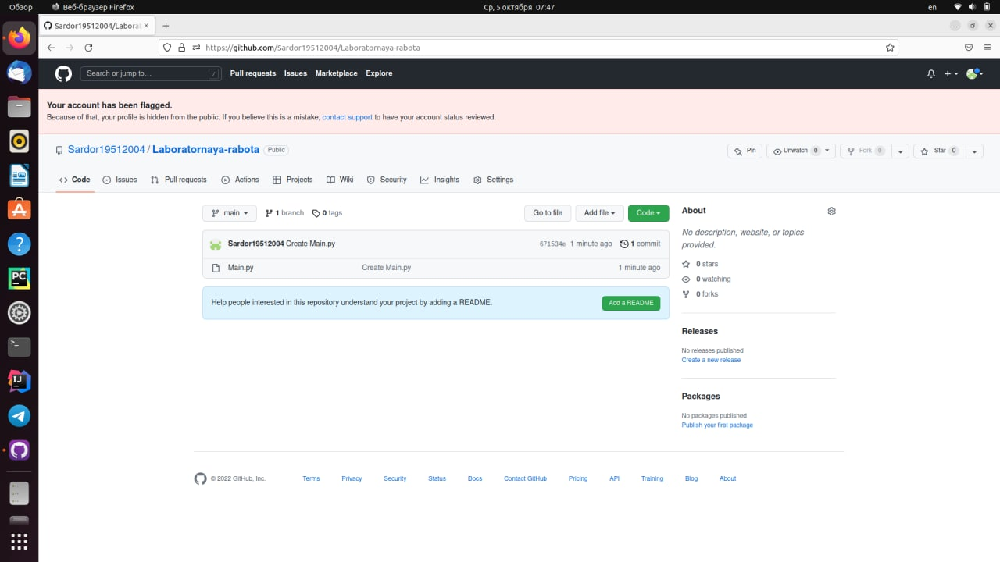 Обзор Веб-браузер Firefox Ср, 5 октября 07:47 en
Sardor19512004/Laborat
https://github.com/Sardor19512004/Laboratornaya-rabota
Search or jump to… / Pull requests Issues Marketplace Explore
Your account has been flagged.
Because of that, your profile is hidden from the public. If you believe this is a mistake, contact support to have your account status reviewed.
Sardor19512004 / Laboratornaya-rabota Public Pin Unwatch 0 Fork 0 Star 0
Code Issues Pull requests Actions Projects Wiki Security Insights Settings
main 1 branch 0 tags Go to file Add file Code
Sardor19512004 Create Main.py 671534e 1 minute ago 1 commit
Main.py Create Main.py 1 minute ago
Help people interested in this repository understand your project by adding a README. Add a README
About
No description, website, or topics
provided.
0 stars
0 watching
0 forks
Releases
No releases published
Create a new release
Packages
No packages published
Publish your first package
© 2022 GitHub, Inc. Terms Privacy Security Status Docs Contact GitHub Pricing API Training Blog About
PC
IJ